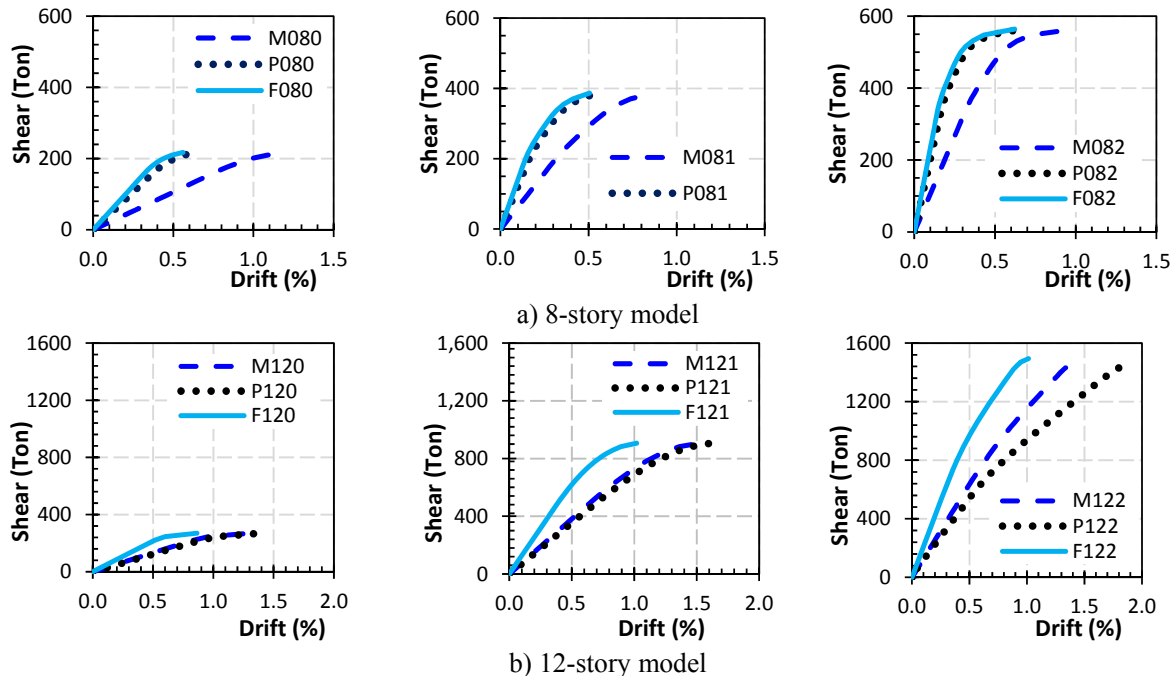 600
400
200
0
Shear (Ton)
M080
P080
F080
0.0 0.5 1.0 1.5
Drift (%)
600
400
200
0
Shear (Ton)
M081
P081
0.0 0.5 1.0 1.5
Drift (%)
600
400
200
0
Shear (Ton)
M082
P082
F082
0.0 0.5 1.0 1.5
Drift (%)
a) 8-story model
1600
1200
800
400
0
Shear (Ton)
M120
P120
F120
0.0 0.5 1.0 1.5 2.0
Drift (%)
1,600
1,200
800
400
0
Shear (Ton)
M121
P121
F121
0.0 0.5 1.0 1.5 2.0
Drift (%)
1600
1200
800
400
0
Shear (Ton)
M122
P122
F122
0.0 0.5 1.0 1.5 2.0
Drift (%)
b) 12-story model